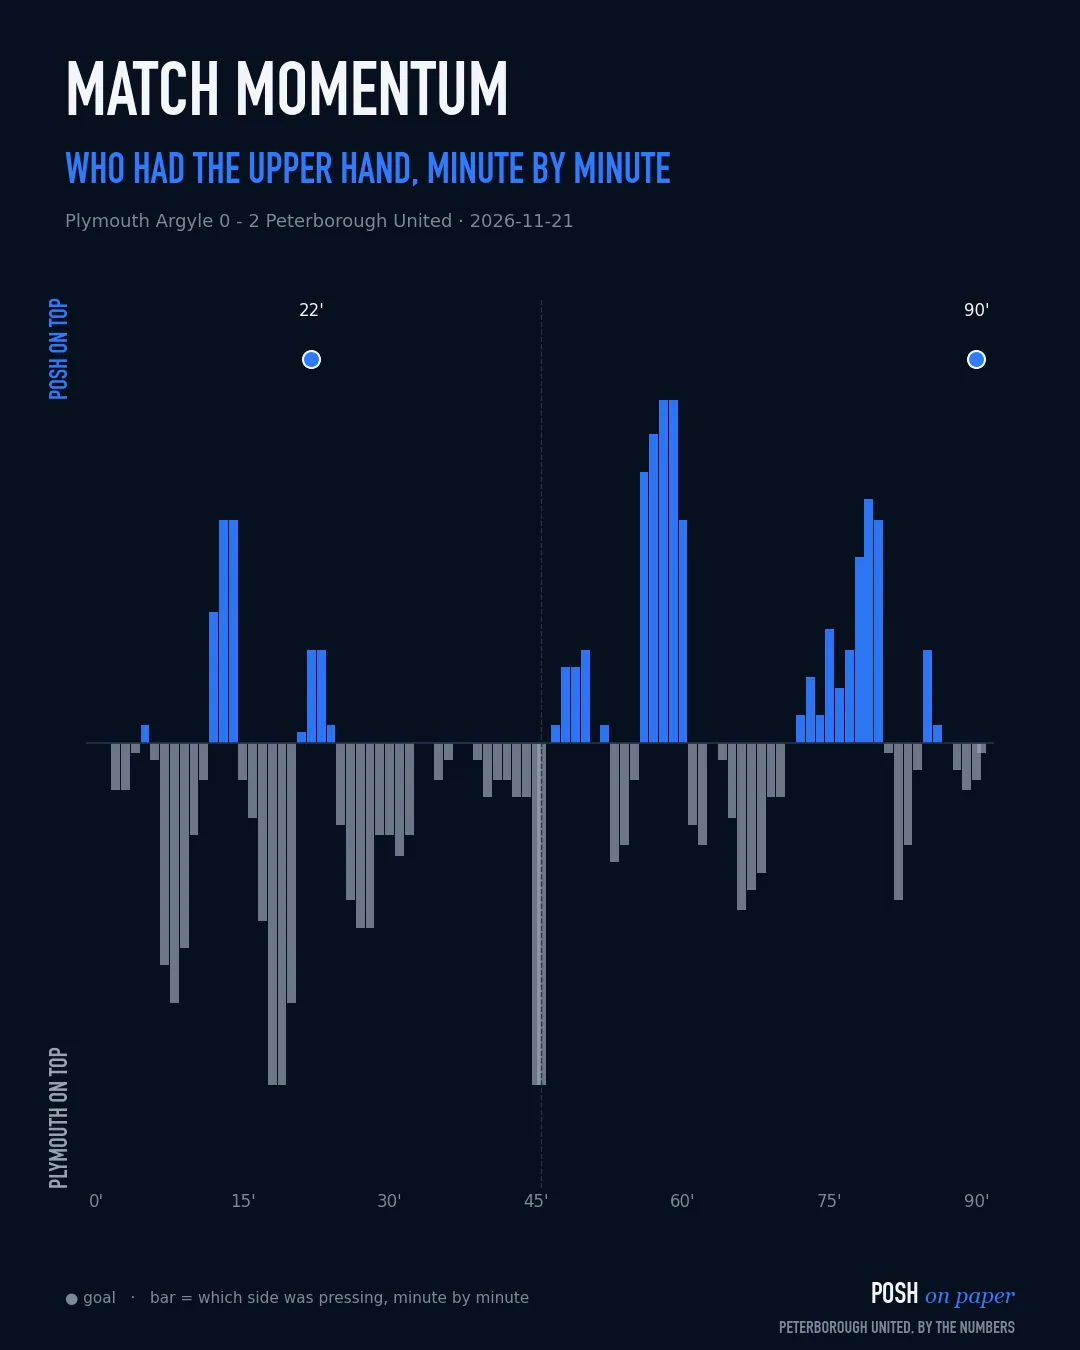 MATCH MOMENTUM
WHO HAD THE UPPER HAND, MINUTE BY MINUTE
Plymouth Argyle 0 - 2 Peterborough United · 2026-11-21
POSH ON TOP
22'
90'
PLYMOUTH ON TOP
0' 15' 30' 45' 60' 75' 90'
● goal · bar = which side was pressing, minute by minute
POSH on paper
PETERBOROUGH UNITED, BY THE NUMBERS